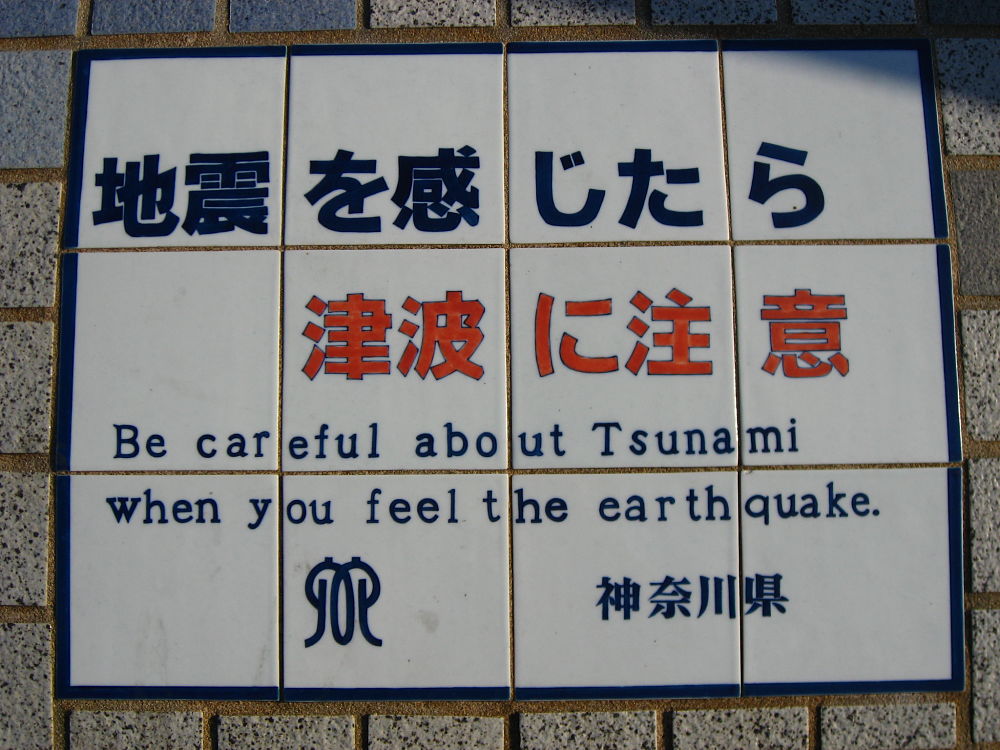 地震を感じたら
津波に注意
Be careful about Tsunami
when you feel the earthquake.
神奈川県